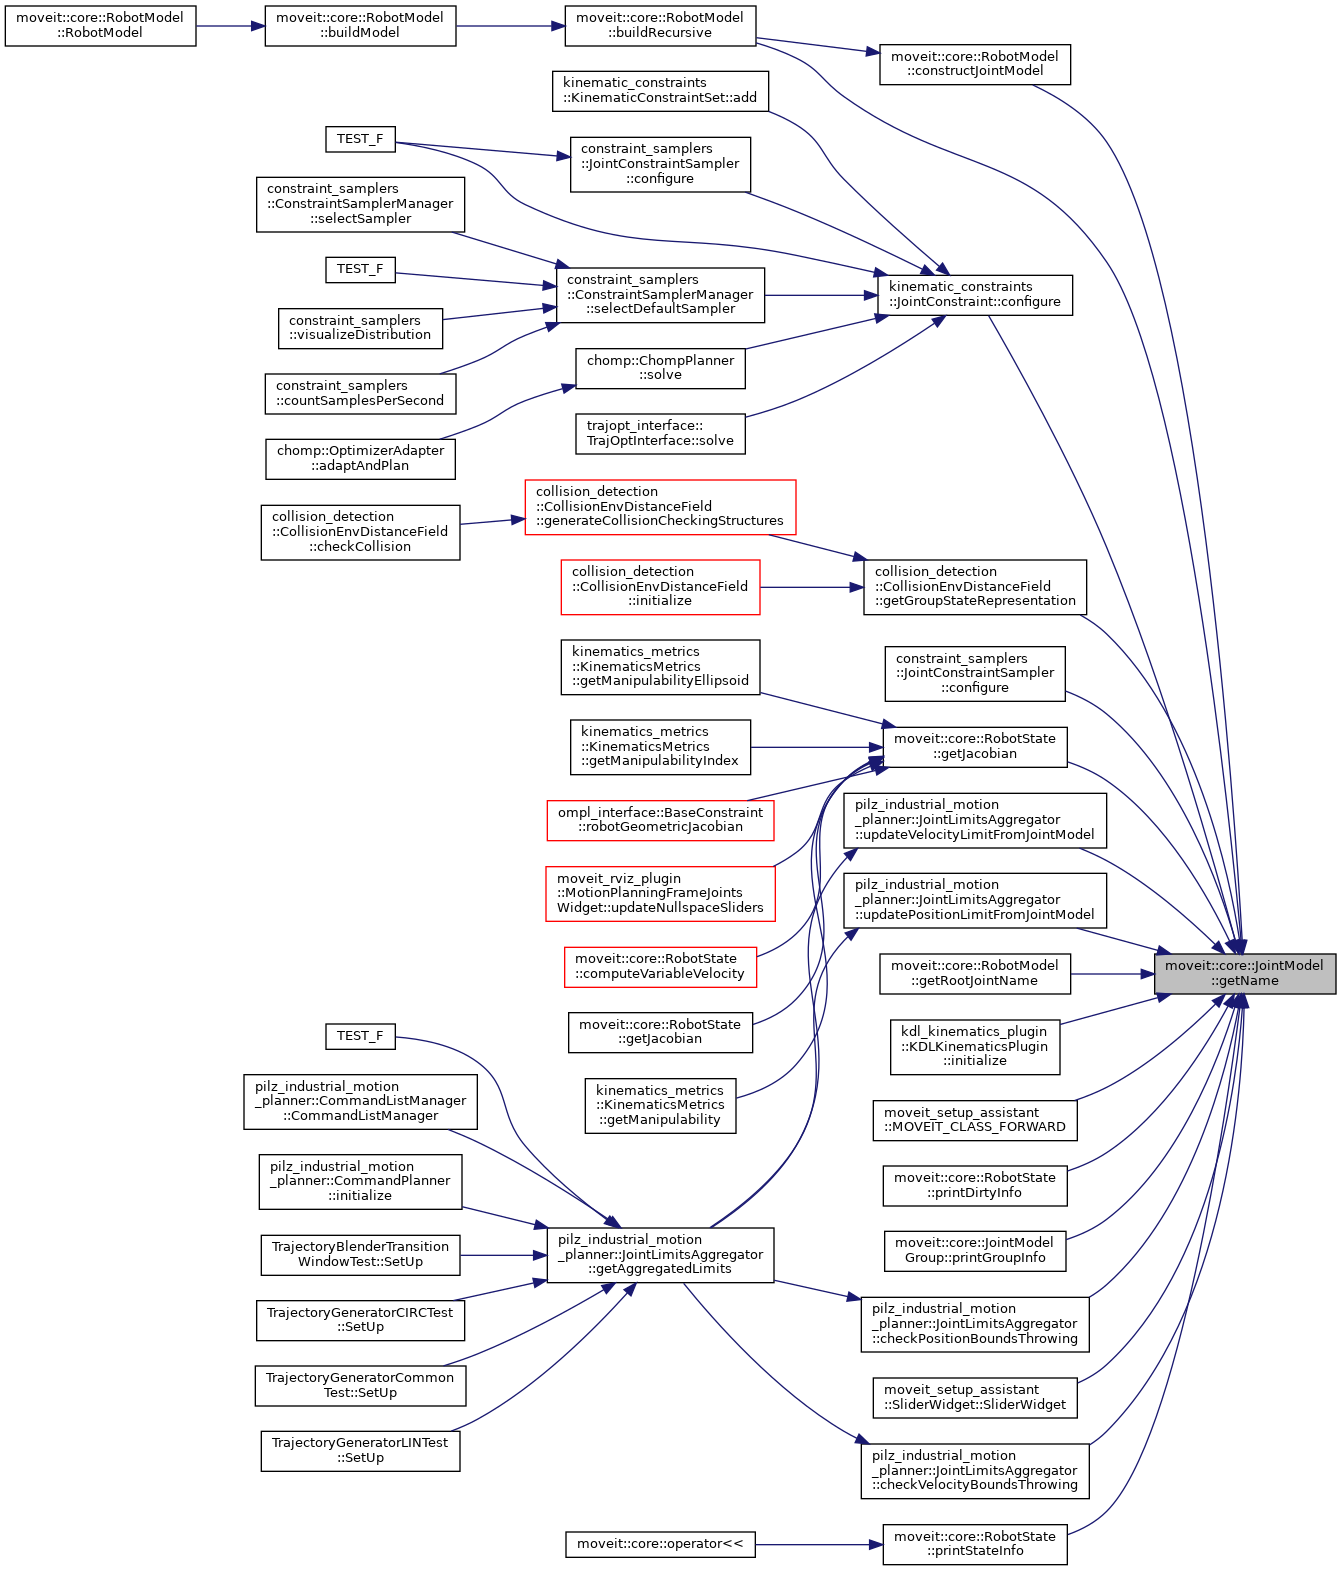 moveit::core::RobotModel
::RobotModel
moveit::core::RobotModel
::buildModel
moveit::core::RobotModel
::buildRecursive
moveit::core::RobotModel
::constructJointModel
kinematic_constraints
::KinematicConstraintSet::add
TEST_F
constraint_samplers
::JointConstraintSampler
::configure
constraint_samplers
::ConstraintSamplerManager
::selectSampler
TEST_F
constraint_samplers
::ConstraintSamplerManager
::selectDefaultSampler
kinematic_constraints
::JointConstraint::configure
constraint_samplers
::visualizeDistribution
chomp::ChompPlanner
::solve
constraint_samplers
::countSamplesPerSecond
trajopt_interface::
TrajOptInterface::solve
chomp::OptimizerAdapter
::adaptAndPlan
collision_detection
::CollisionEnvDistanceField
::generateCollisionCheckingStructures
collision_detection
::CollisionEnvDistanceField
::checkCollision
collision_detection
::CollisionEnvDistanceField
::initialize
collision_detection
::CollisionEnvDistanceField
::getGroupStateRepresentation
kinematics_metrics
::KinematicsMetrics
::getManipulabilityEllipsoid
constraint_samplers
::JointConstraintSampler
::configure
kinematics_metrics
::KinematicsMetrics
::getManipulabilityIndex
moveit::core::RobotState
::getJacobian
ompl_interface::BaseConstraint
::robotGeometricJacobian
pilz_industrial_motion
_planner::JointLimitsAggregator
::updateVelocityLimitFromJointModel
moveit_rviz_plugin
::MotionPlanningFrameJoints
Widget::updateNullspaceSliders
pilz_industrial_motion
_planner::JointLimitsAggregator
::updatePositionLimitFromJointModel
moveit::core::RobotState
::computeVariableVelocity
moveit::core::RobotModel
::getRootJointName
moveit::core::JointModel
::getName
moveit::core::RobotState
::getJacobian
kdl_kinematics_plugin
::KDLKinematicsPlugin
::initialize
TEST_F
kinematics_metrics
::KinematicsMetrics
::getManipulability
pilz_industrial_motion
_planner::CommandListManager
::CommandListManager
moveit_setup_assistant
::MOVEIT_CLASS_FORWARD
pilz_industrial_motion
_planner::CommandPlanner
::initialize
moveit::core::RobotState
::printDirtyInfo
TrajectoryBlenderTransition
WindowTest::SetUp
pilz_industrial_motion
_planner::JointLimitsAggregator
::getAggregatedLimits
moveit::core::JointModel
Group::printGroupInfo
TrajectoryGeneratorCIRCTest
::SetUp
pilz_industrial_motion
_planner::JointLimitsAggregator
::checkPositionBoundsThrowing
TrajectoryGeneratorCommon
Test::SetUp
moveit_setup_assistant
::SliderWidget::SliderWidget
TrajectoryGeneratorLINTest
::SetUp
pilz_industrial_motion
_planner::JointLimitsAggregator
::checkVelocityBoundsThrowing
moveit::core::operator<<
moveit::core::RobotState
::printStateInfo